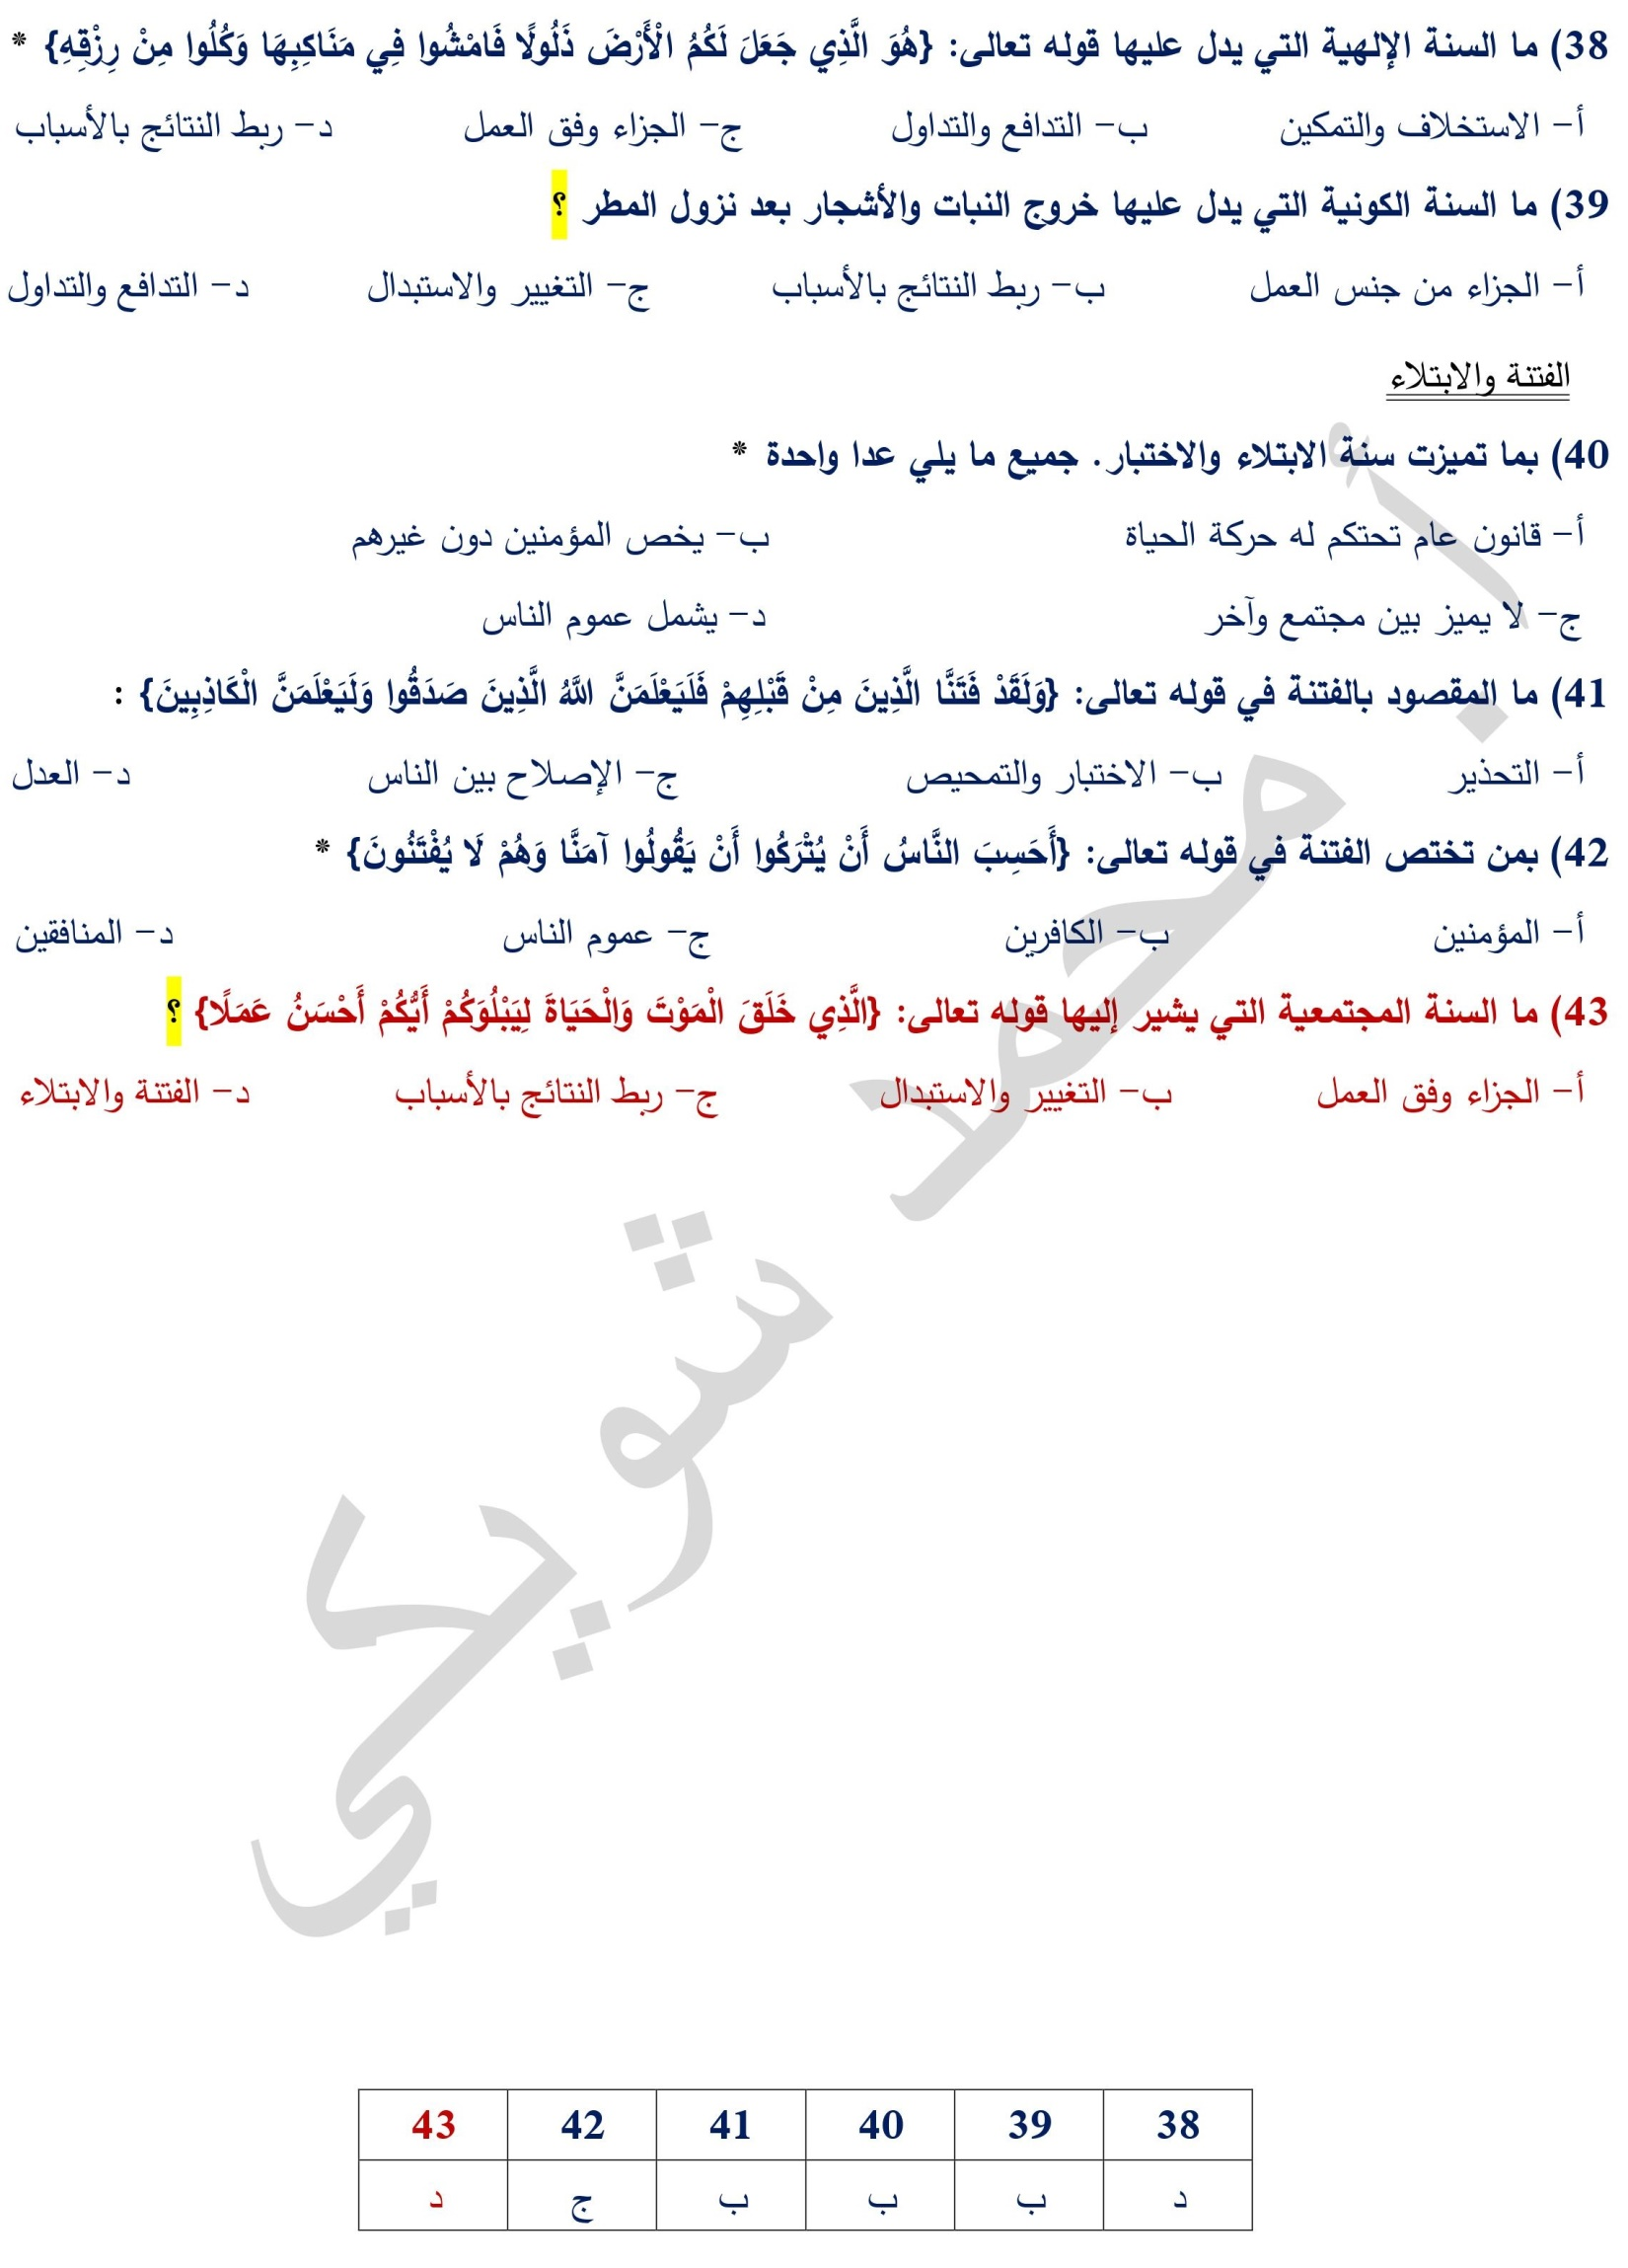 38) ما السنة الإلهية التي يدل عليها قوله تعالى: {هُوَ الَّذِي جَعَلَ لَكُمُ الْأَرْضَ ذَلُولًا فَامْشُوا فِي مَنَاكِبِهَا وَكُلُوا مِنْ رِزْقِهِ} *
أ- الاستخلاف والتمكين ب- التدافع والتداول ج- الجزاء وفق العمل د- ربط النتائج بالأسباب
39) ما السنة الكونية التي يدل عليها خروج النبات والأشجار بعد نزول المطر ؟
أ- الجزاء من جنس العمل ب- ربط النتائج بالأسباب ج- التغيير والاستبدال د- التدافع والتداول
الفتنة والابتلاء
40) بما تميزت سنة الابتلاء والاختبار. جميع ما يلي عدا واحدة *
أ- قانون عام تحتكم له حركة الحياة ب- يخص المؤمنين دون غيرهم
ج- لا يميز بين مجتمع وآخر د- يشمل عموم الناس
41) ما المقصود بالفتنة في قوله تعالى: {وَلَقَدْ فَتَنَّا الَّذِينَ مِنْ قَبْلِهِمْ فَلَيَعْلَمَنَّ اللَّهُ الَّذِينَ صَدَقُوا وَلَيَعْلَمَنَّ الْكَاذِبِينَ} :
أ- التحذير ب- الاختبار والتمحيص ج- الإصلاح بين الناس د- العدل
42) بمن تختص الفتنة في قوله تعالى: {أَحَسِبَ النَّاسُ أَنْ يُتْرَكُوا أَنْ يَقُولُوا آمَنَّا وَهُمْ لَا يُفْتَنُونَ} *
أ- المؤمنين ب- الكافرين ج- عموم الناس د- المنافقين
43) ما السنة المجتمعية التي يشير إليها قوله تعالى: {الَّذِي خَلَقَ الْمَوْتَ وَالْحَيَاةَ لِيَبْلُوَكُمْ أَيُّكُمْ أَحْسَنُ عَمَلًا} ؟
أ- الجزاء وفق العمل ب- التغيير والاستبدال ج- ربط النتائج بالأسباب د- الفتنة والابتلاء
أ. محمد شوريكي
38 39 40 41 42 43
د ب ب ب ج د